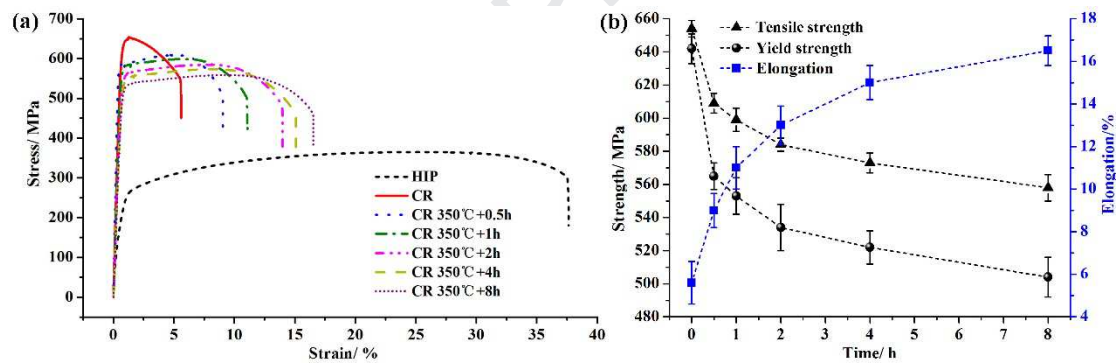 (a)
700
600
500
400
300
200
100
0
Stress/ MPa
0 5 10 15 20 25 30 35 40
Strain/ %
HIP
CR
CR 350℃+0.5h
CR 350℃+1h
CR 350℃+2h
CR 350℃+4h
CR 350℃+8h
(b)
660
640
620
600
580
560
540
520
500
480
Strength/ MPa
0 1 2 3 4 5 6 7 8
Time/ h
Tensile strength
Yield strength
Elongation
18
16
14
12
10
8
6
4
Elongation/%